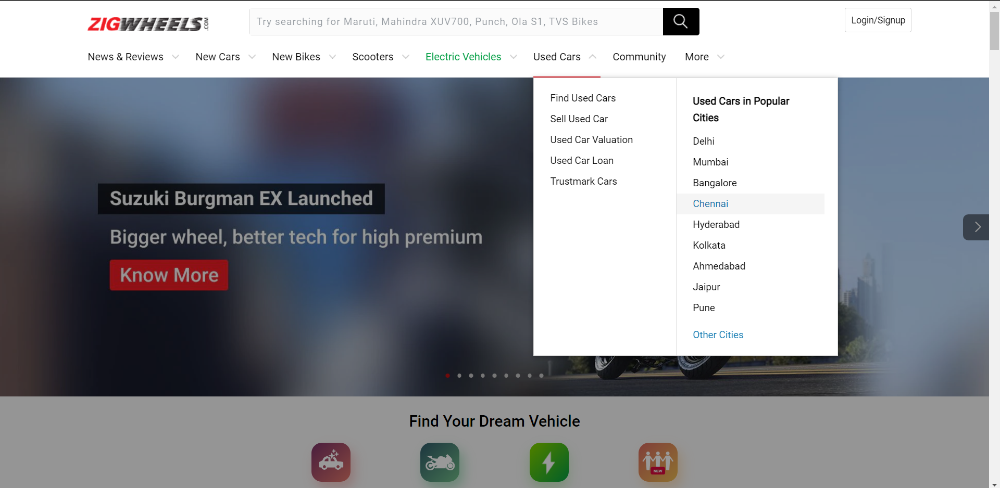 ZIGWHEELS.COM
Try searching for Maruti, Mahindra XUV700, Punch, Ola S1, TVS Bikes
Login/Signup
News & Reviews
New Cars
New Bikes
Scooters
Electric Vehicles
Used Cars
Community
More
Find Used Cars
Sell Used Car
Used Car Valuation
Used Car Loan
Trustmark Cars
Used Cars in Popular
Cities
Delhi
Mumbai
Bangalore
Chennai
Hyderabad
Kolkata
Ahmedabad
Jaipur
Pune
Other Cities
Suzuki Burgman EX Launched
Bigger wheel, better tech for high premium
Know More
Find Your Dream Vehicle
NEW